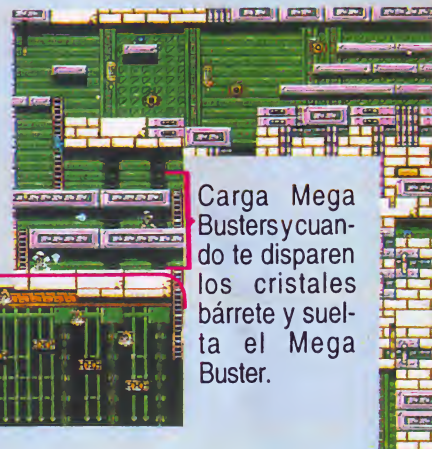 Carga Mega
Bustersycuan-
do te disparen
los cristales
bárrete y suel-
ta el Mega
Buster.